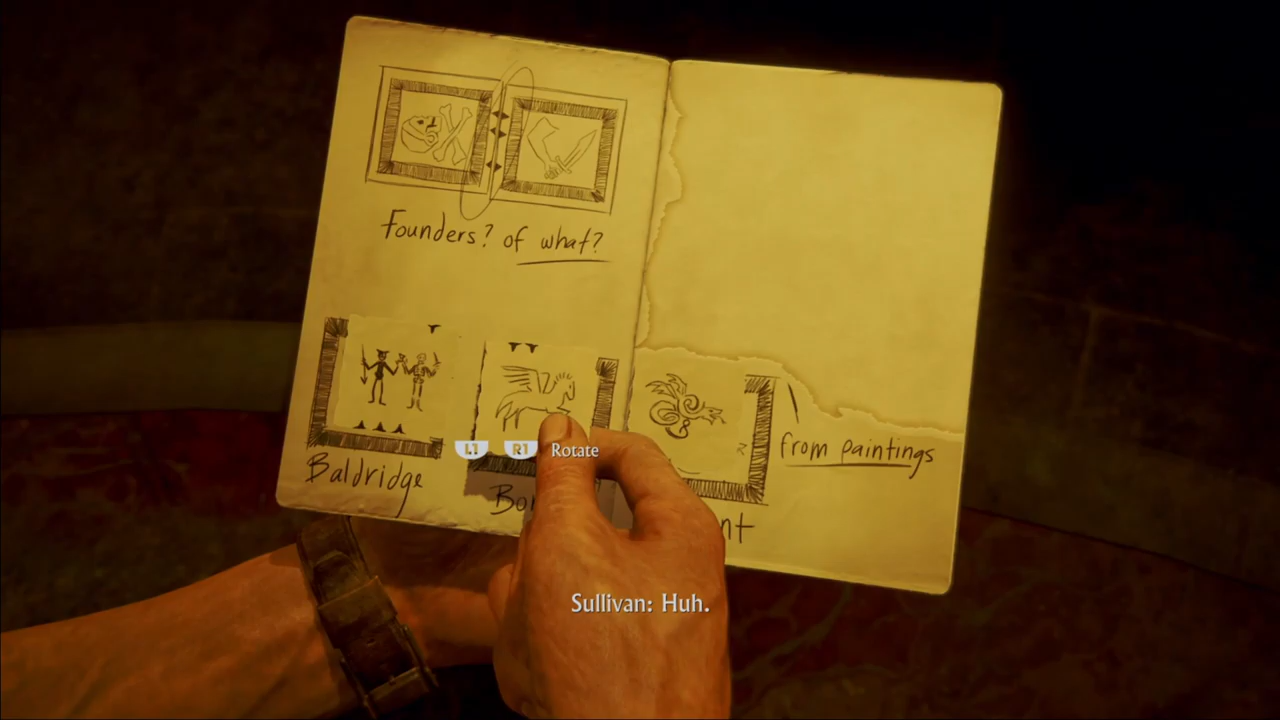 Founders? of what?
from paintings
L1 R1 Rotate
Baldridge
Sullivan: Huh.